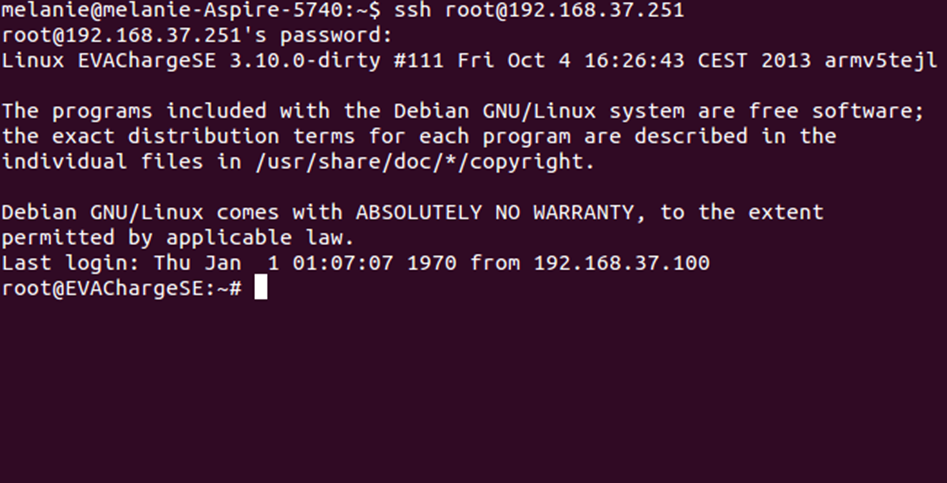 melanie@melanie-Aspire-5740:~$ ssh root@192.168.37.251
root@192.168.37.251's password:
Linux EVAChargeSE 3.10.0-dirty #111 Fri Oct 4 16:26:43 CEST 2013 armv5tejl
The programs included with the Debian GNU/Linux system are free software;
the exact distribution terms for each program are described in the
individual files in /usr/share/doc/*/copyright.
Debian GNU/Linux comes with ABSOLUTELY NO WARRANTY, to the extent
permitted by applicable law.
Last login: Thu Jan  1 01:07:07 1970 from 192.168.37.100
root@EVAChargeSE:~#